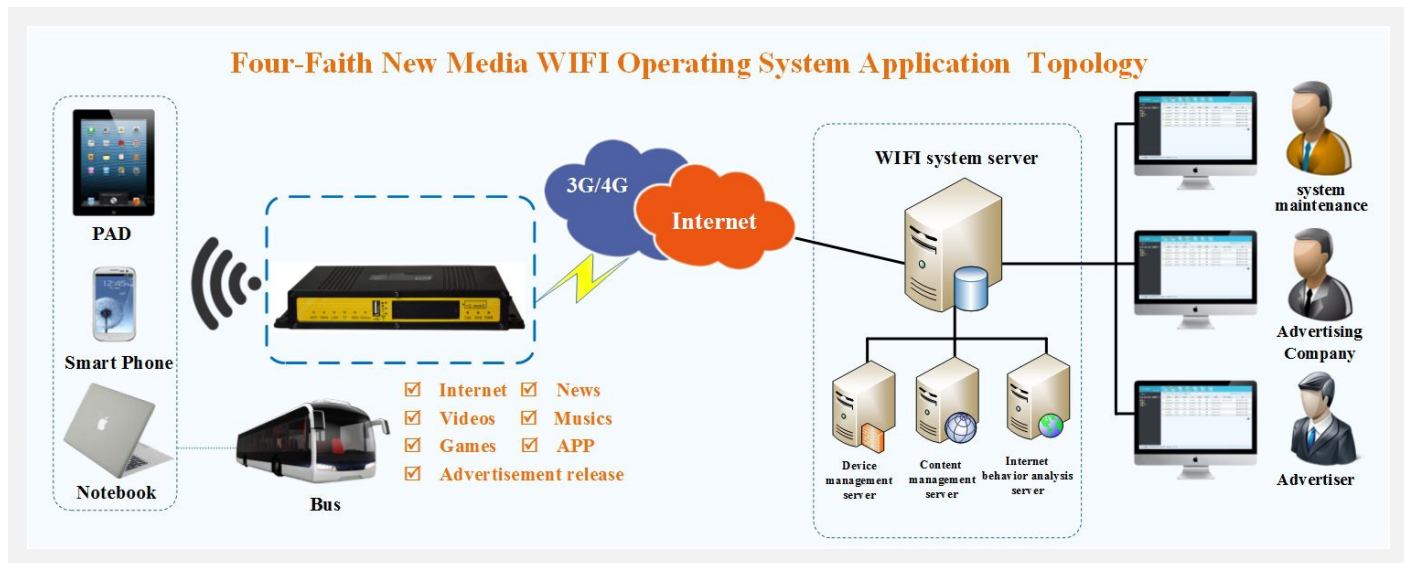 Four-Faith New Media WIFI Operating System Application Topology
PAD
Smart Phone
Notebook
Bus
Internet
News
Videos
Musics
Games
APP
Advertisement release
3G/4G
Internet
WIFI system server
Device
management
server
Content
management
server
Internet
behavior analysis
server
system
maintenance
Advertising
Company
Advertiser